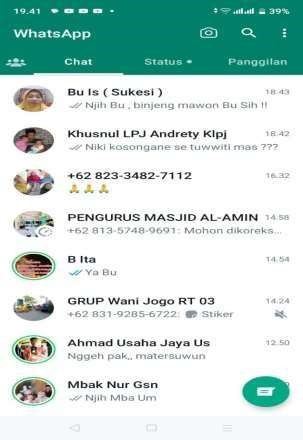 19.41 39%
WhatsApp
Chat Status • Panggilan
Bu Is ( Sukesi ) 18:43
Njih Bu , binjeng mawon Bu Sih !!
Khusnul LPJ Andrety Klpj 18:42
Niki kosongane se tuwwiti mas ???
+62 823-3482-7112 16.32
🙏🙏🙏
PENGURUS MASJID AL-AMIN 14.58
+62 813-5748-9691: Mohon dikoreks...
B Ita 14.54
Ya Bu
GRUP Wani Jogo RT 03 14.24
+62 831-9285-6722: Stiker
Ahmad Usaha Jaya Us 12.50
Nggeh pak,, matersuwun
Mbak Nur Gsn
Njih Mba Um